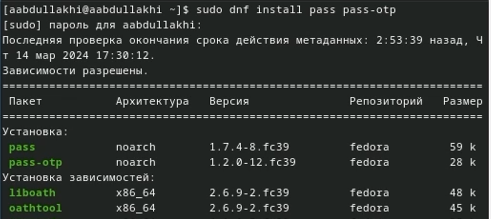 [aabdullakhi@aabdullakhi ~]$ sudo dnf install pass pass-otp
[sudo] пароль для aabdullakhi:
Последняя проверка окончания срока действия метаданных: 2:53:39 назад, Ч
т 14 мар 2024 17:30:12.
Зависимости разрешены.
================================================================================
Пакет Архитектура Версия Репозиторий Размер
================================================================================
Установка:
pass noarch 1.7.4-8.fc39 fedora 59 k
pass-otp noarch 1.2.0-12.fc39 fedora 28 k
Установка зависимостей:
liboath x86_64 2.6.9-2.fc39 fedora 48 k
oathtool x86_64 2.6.9-2.fc39 fedora 45 k